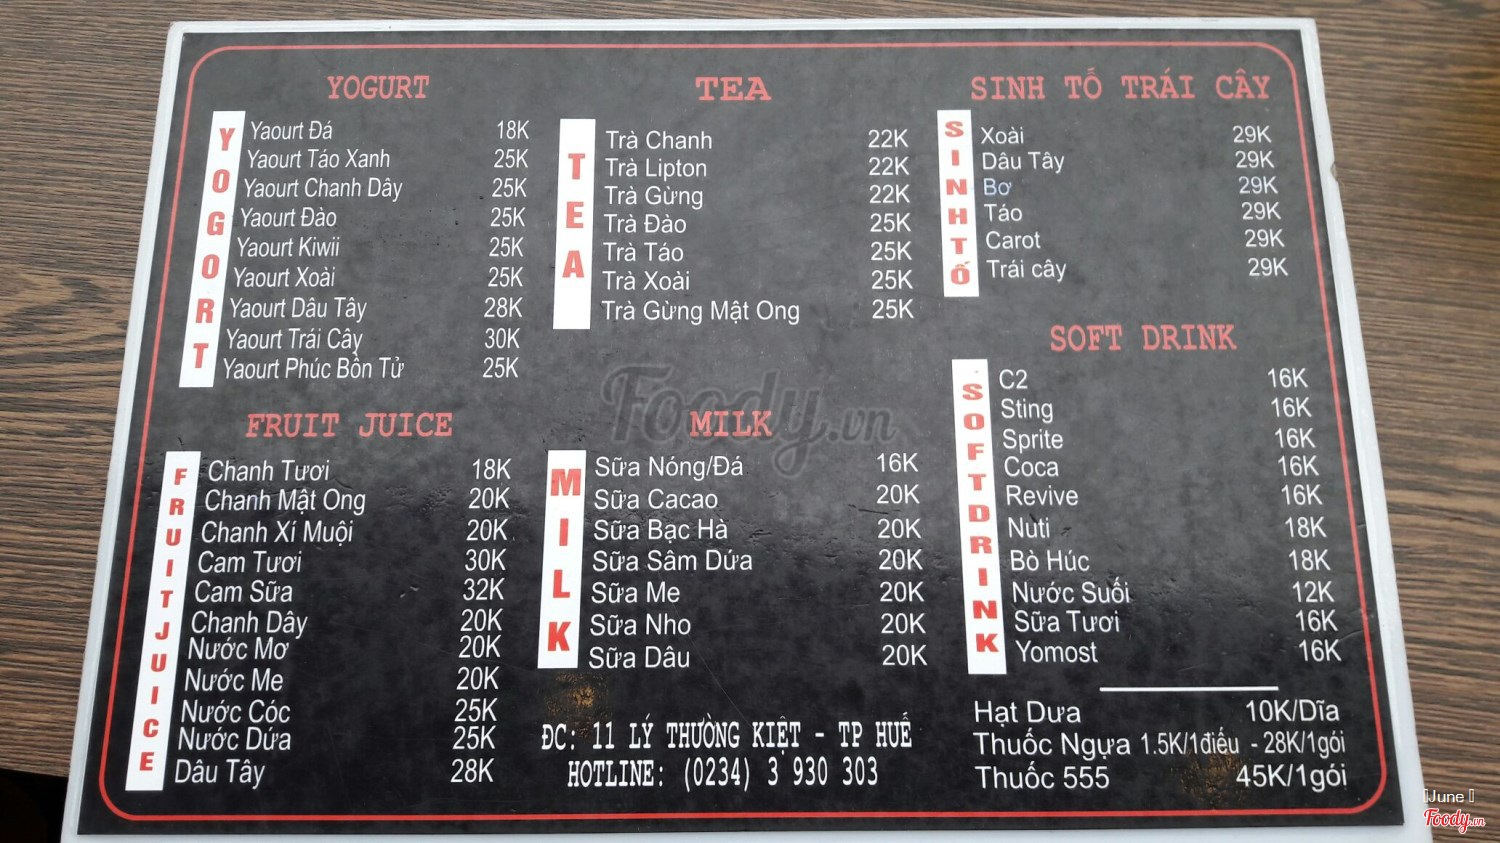 YOGURT
YOGORT
Yaourt Đá 18K
Yaourt Táo Xanh 25K
Yaourt Chanh Dây 25K
Yaourt Đào 25K
Yaourt Kiwii 25K
Yaourt Xoài 25K
Yaourt Dâu Tây 28K
Yaourt Trái Cây 30K
Yaourt Phúc Bồn Tử 25K
FRUIT JUICE
FRUIT JUICE
Chanh Tươi 18K
Chanh Mật Ong 20K
Chanh Xí Muội 20K
Cam Tươi 30K
Cam Sữa 32K
Chanh Dây 20K
Nước Mơ 20K
Nước Me 20K
Nước Cóc 25K
Nước Dứa 25K
Dâu Tây 28K
TEA
TEA
Trà Chanh 22K
Trà Lipton 22K
Trà Gừng 22K
Trà Đào 25K
Trà Táo 25K
Trà Xoài 25K
Trà Gừng Mật Ong 25K
MILK
MILK
Sữa Nóng/Đá 16K
Sữa Cacao 20K
Sữa Bạc Hà 20K
Sữa Sâm Dứa 20K
Sữa Me 20K
Sữa Nho 20K
Sữa Dâu 20K
ĐC: 11 LÝ THƯỜNG KIỆT - TP HUẾ
HOTLINE: (0234) 3 930 303
SINH TỐ TRÁI CÂY
SINH TỐ
Xoài 29K
Dâu Tây 29K
Bơ 29K
Táo 29K
Carot 29K
Trái cây 29K
SOFT DRINK
SOFT DRINK
C2 16K
Sting 16K
Sprite 16K
Coca 16K
Revive 16K
Nuti 18K
Bò Húc 18K
Nước Suối 12K
Sữa Tươi 16K
Yomost 16K
Hạt Dưa 10K/Dĩa
Thuốc Ngựa 1.5K/1điếu - 28K/1gói
Thuốc 555 45K/1gói
Foody.vn
June
Foody.vn